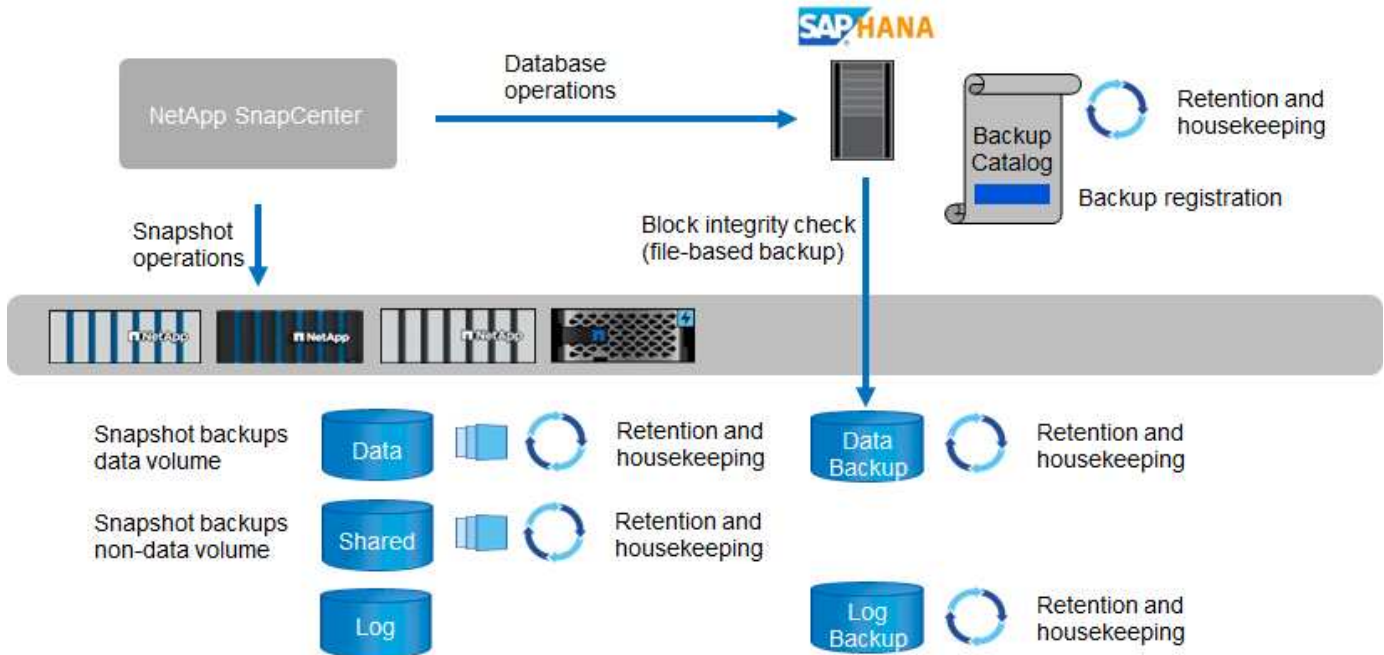 SAP HANA
NetApp SnapCenter
Database
operations
Backup
Catalog
Retention and
housekeeping
Backup registration
Snapshot
operations
Block integrity check
(file-based backup)
NetApp
NetApp
NetApp
Snapshot backups
data volume
Data
Retention and
housekeeping
Data
Backup
Retention and
housekeeping
Snapshot backups
non-data volume
Shared
Retention and
housekeeping
Log
Log
Backup
Retention and
housekeeping